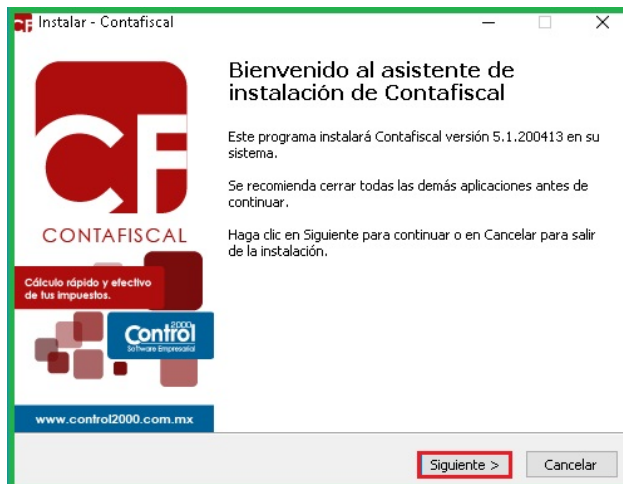 Instalar - Contafiscal
CF
CONTAFISCAL
Cálculo rápido y efectivo
de tus impuestos.
Control
2000
Software Empresarial
www.control2000.com.mx
Bienvenido al asistente de
instalación de Contafiscal
Este programa instalará Contafiscal versión 5.1.200413 en su
sistema.
Se recomienda cerrar todas las demás aplicaciones antes de
continuar.
Haga clic en Siguiente para continuar o en Cancelar para salir
de la instalación.
Siguiente >
Cancelar